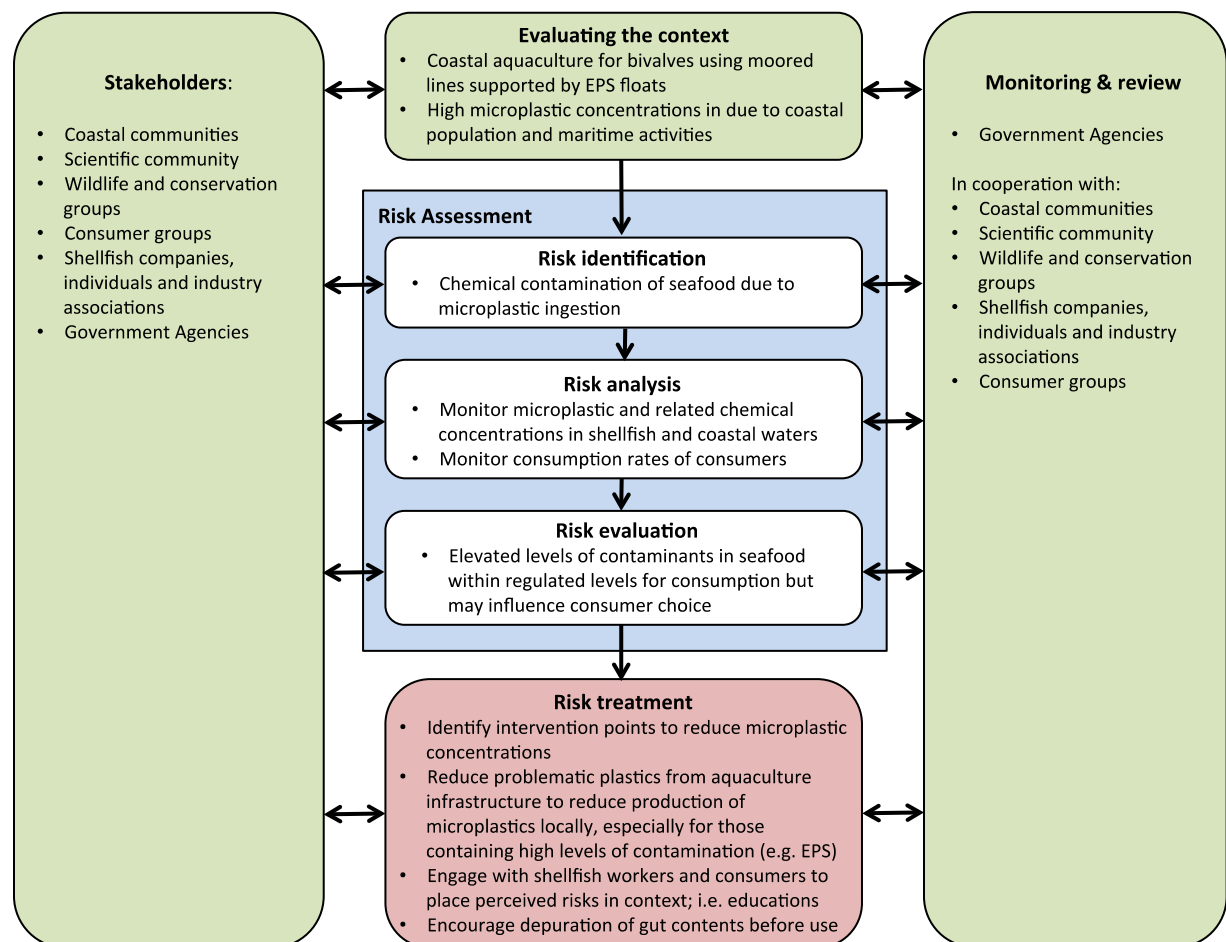 Stakeholders:
• Coastal communities
• Scientific community
• Wildlife and conservation
groups
• Consumer groups
• Shellfish companies,
individuals and industry
associations
• Government Agencies
Evaluating the context
• Coastal aquaculture for bivalves using moored
lines supported by EPS floats
• High microplastic concentrations in due to coastal
population and maritime activities
Risk Assessment
Risk identification
• Chemical contamination of seafood due to
microplastic ingestion
Risk analysis
• Monitor microplastic and related chemical
concentrations in shellfish and coastal waters
• Monitor consumption rates of consumers
Risk evaluation
• Elevated levels of contaminants in seafood
within regulated levels for consumption but
may influence consumer choice
Risk treatment
• Identify intervention points to reduce microplastic
concentrations
• Reduce problematic plastics from aquaculture
infrastructure to reduce production of
microplastics locally, especially for those
containing high levels of contamination (e.g. EPS)
• Engage with shellfish workers and consumers to
place perceived risks in context; i.e. educations
• Encourage depuration of gut contents before use
Monitoring & review
• Government Agencies
In cooperation with:
• Coastal communities
• Scientific community
• Wildlife and conservation
groups
• Shellfish companies,
individuals and industry
associations
• Consumer groups